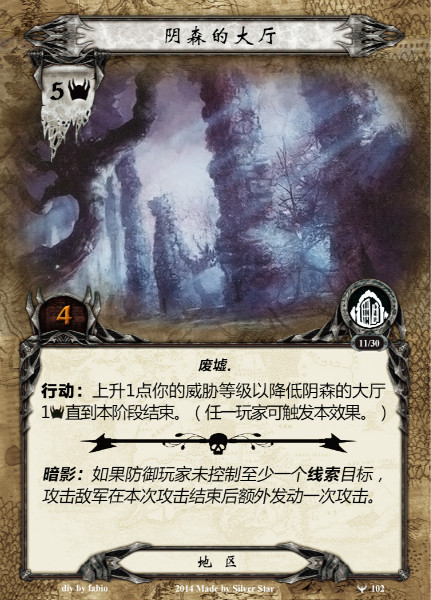 阴森的大厅
5
4
11/30
废墟.
行动：上升1点你的威胁等级以降低阴森的大厅
1直到本阶段结束。（任一玩家可触发本效果。）
暗影：如果防御玩家未控制至少一个线索目标，
攻击敌军在本次攻击结束后额外发动一次攻击。
地区
diy by fabio 2014 Made by Silver Star 102